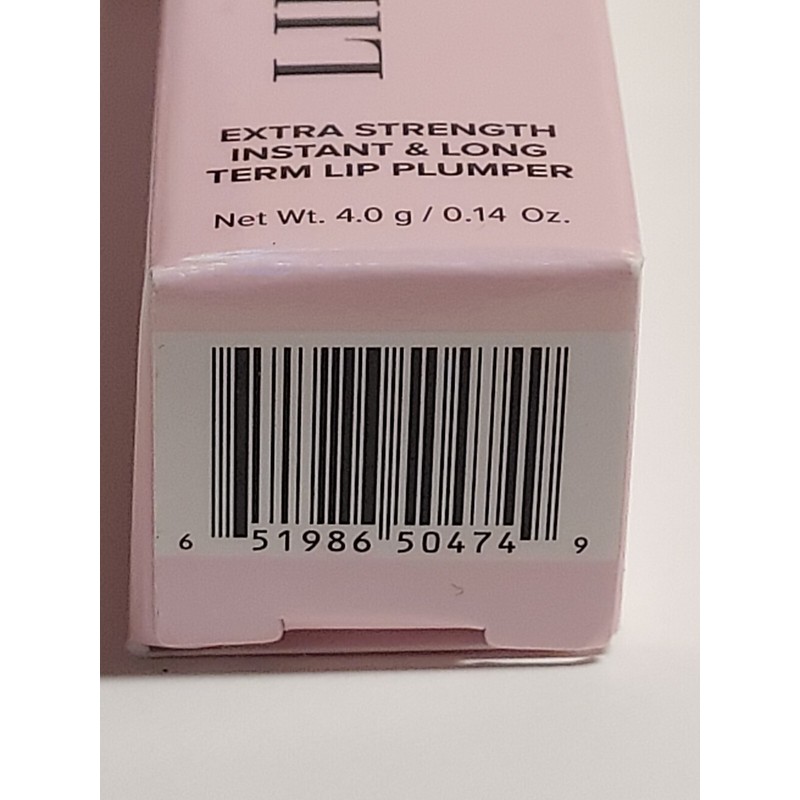 EXTRA STRENGTH
INSTANT & LONG
TERM LIP PLUMPER
Net Wt. 4.0 g / 0.14 Oz.
6 51986 50474 9